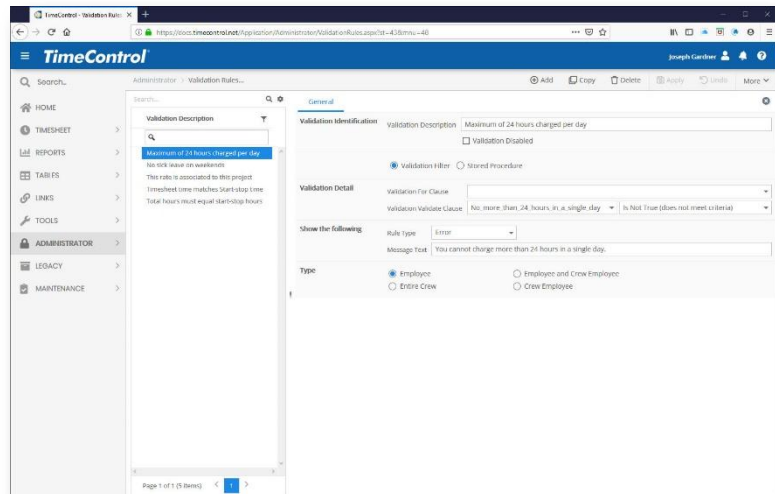 TimeControl - Validation Rules
https://docs.timecontrol.net/Application/Administrator/ValidationRules.aspx?st=43&mnu=48
TimeControl
Joseph Gardner
Search...
Administrator > Validation Rules...
Add
Copy
Delete
Apply
Undo
More
HOME
TIMESHEET
REPORTS
TABLES
LINKS
TOOLS
ADMINISTRATOR
LEGACY
MAINTENANCE
Search...
Validation Description
Maximum of 24 hours charged per day
No sick leave on weekends
This rate is associated to this project
Timesheet time matches Start-stop time
Total hours must equal start-stop hours
Page 1 of 1 (5 items)
1
General
Validation Identification
Validation Description
Maximum of 24 hours charged per day
Validation Disabled
Validation Filter
Stored Procedure
Validation Detail
Validation For Clause
Validation Validate Clause
No_more_than_24_hours_in_a_single_day
Is Not True (does not meet criteria)
Show the following
Rule Type
Error
Message Text
You cannot charge more than 24 hours in a single day.
Type
Employee
Employee and Crew Employee
Entire Crew
Crew Employee